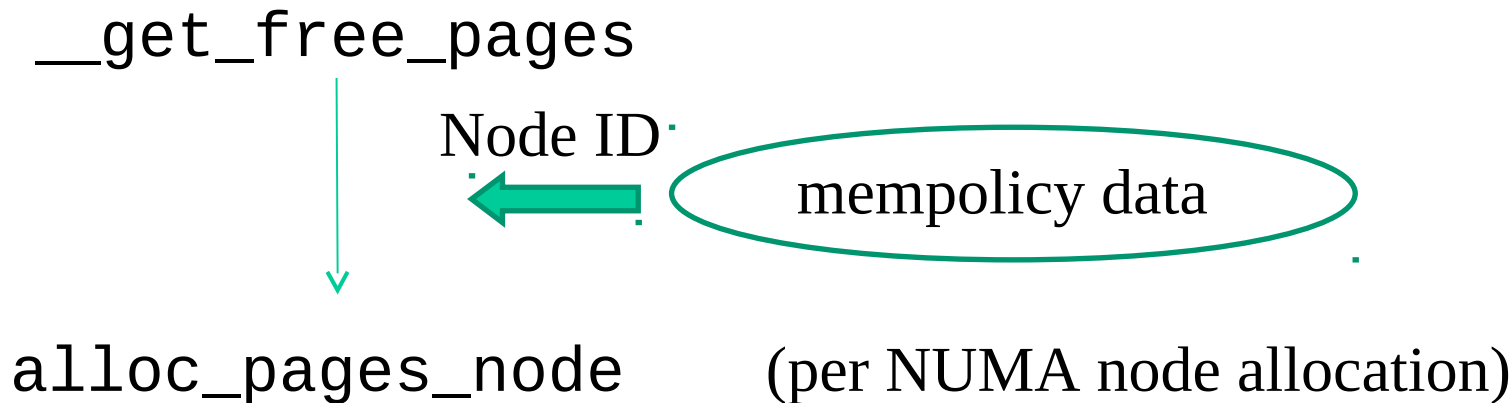 __get_free_pages
Node ID
mempolicy data
alloc_pages_node (per NUMA node allocation)